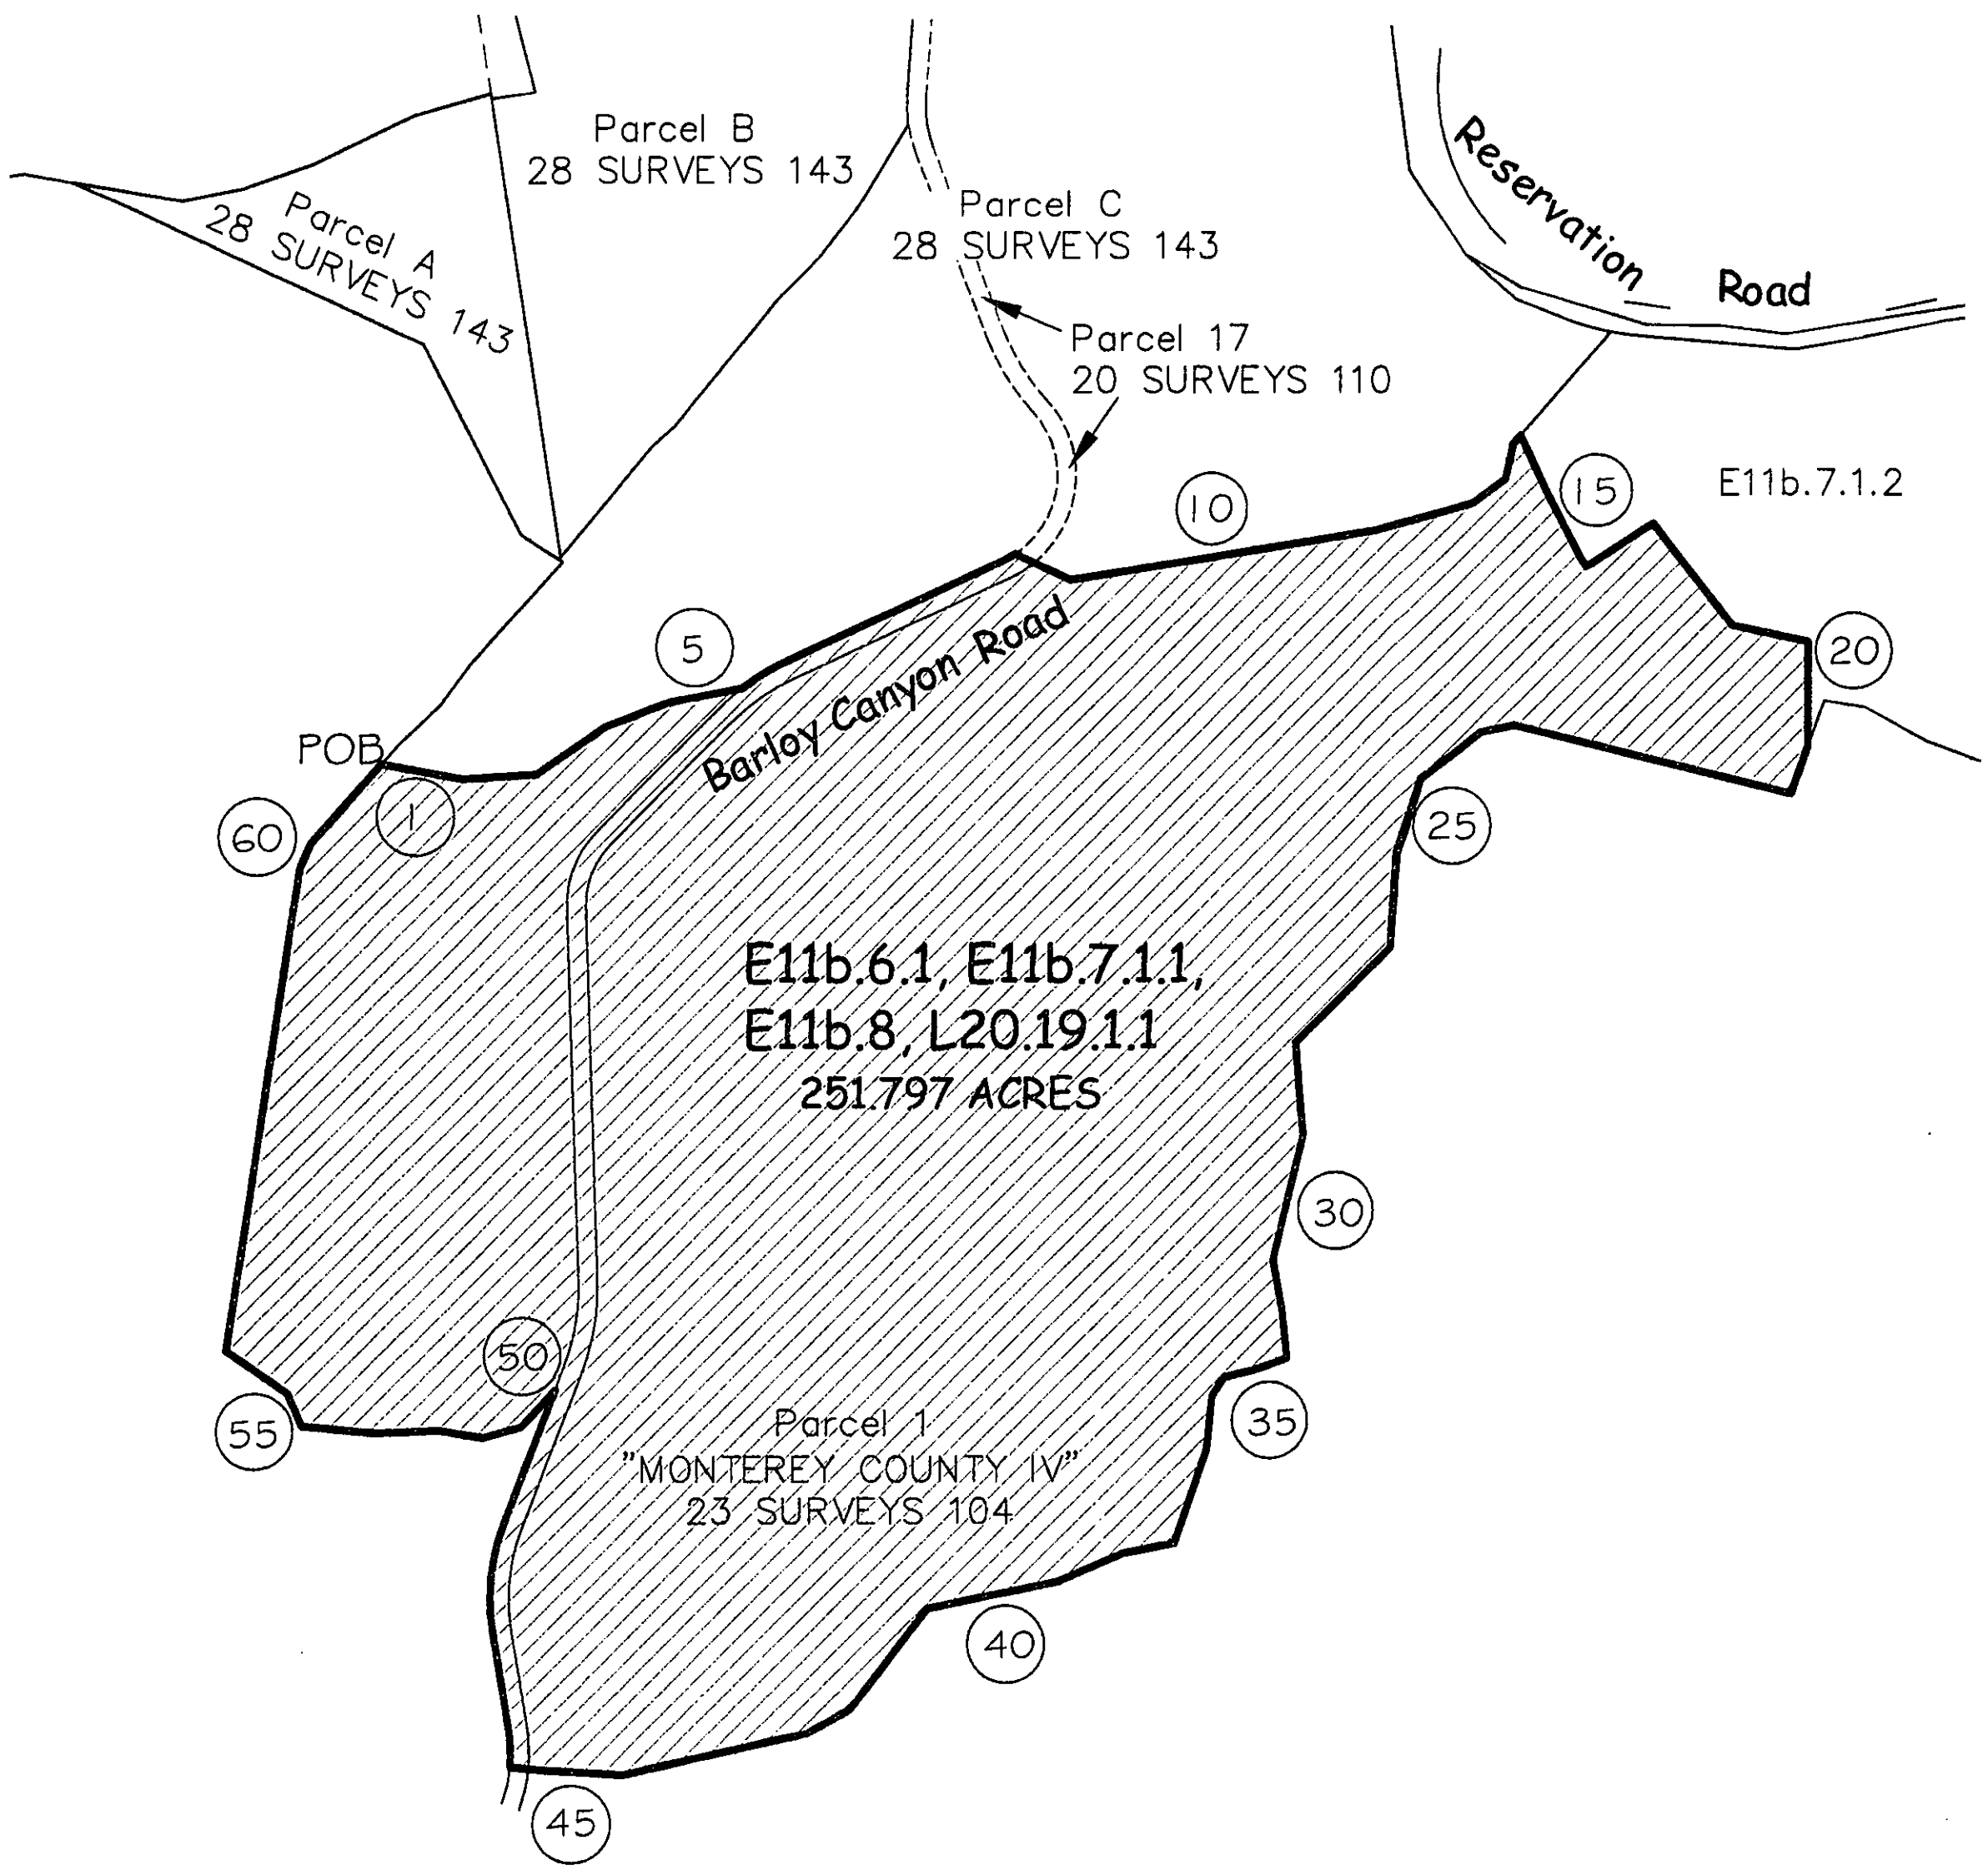 Parcel B
28 SURVEYS 143
Parcel A
28 SURVEYS 143
Parcel C
28 SURVEYS 143
Reservation Road
Parcel 17
20 SURVEYS 110
E11b.7.1.2
10
15
5
20
POB
1
60
Barloy Canyon Road
25
E11b.6.1, E11b.7.1.1,
E11b.8, L20.19.1.1
251.797 ACRES
30
50
55
35
Parcel 1
"MONTEREY COUNTY IV"
23 SURVEYS 104
40
45